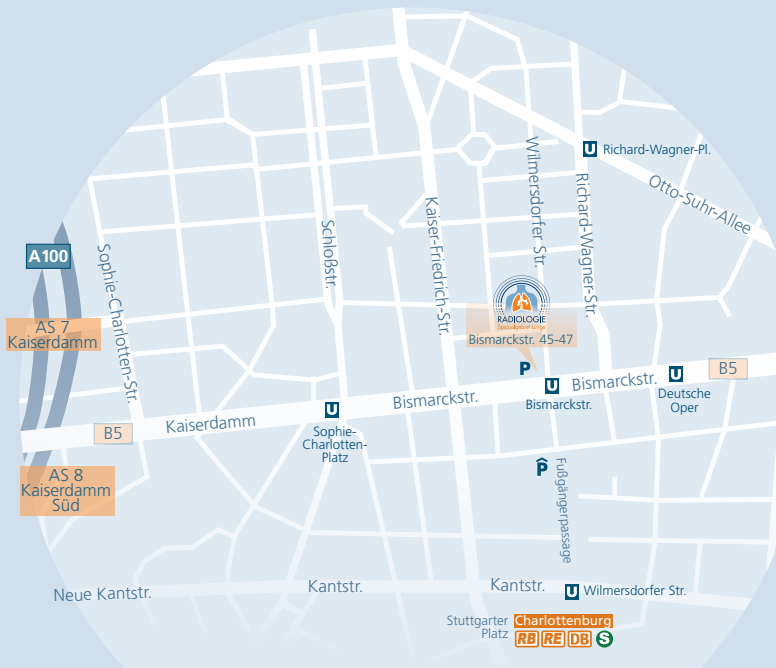 Richard-Wagner-Pl.
Otto-Suhr-Allee
Wilmersdorfer Str.
Richard-Wagner-Str.
Kaiser-Friedrich-Str.
Schloßstr.
Sophie-Charlotten-Str.
A100
AS 7
Kaiserdamm
RADIOLOGIE
Spezialgebiet Lunge
Bismarckstr. 45-47
P
U
U
Bismarckstr.
Bismarckstr.
U
Deutsche
Oper
B5
Bismarckstr.
Kaiserdamm
B5
U
Sophie-
Charlotten-
Platz
AS 8
Kaiserdamm
Süd
P
Fußgängerpassage
Neue Kantstr.
Kantstr.
Kantstr.
U Wilmersdorfer Str.
Stuttgarter
Platz
Charlottenburg
RB RE DB S